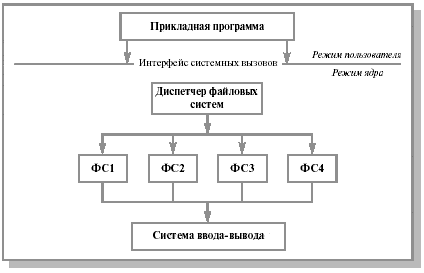 Прикладная программа
Режим пользователя
Интерфейс системных вызовов
Режим ядра
Диспетчер файловых
систем
ФС1 ФС2 ФС3 ФС4
Система ввода-вывода